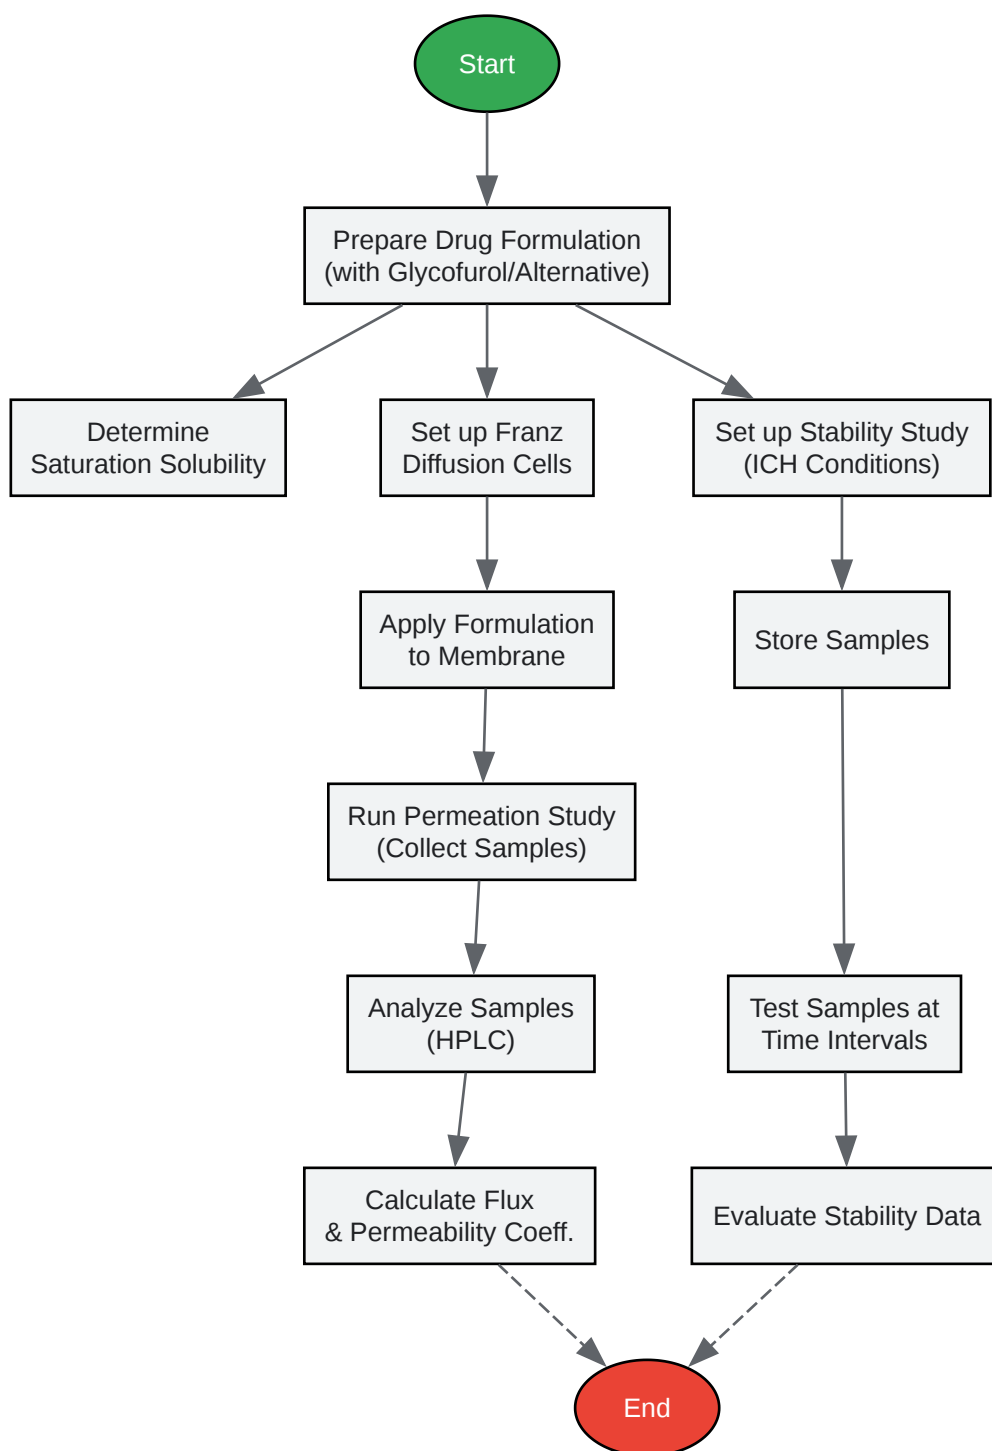 Start
Prepare Drug Formulation
(with Glycofurol/Alternative)
Determine
Saturation Solubility
Set up Franz
Diffusion Cells
Set up Stability Study
(ICH Conditions)
Apply Formulation
to Membrane
Store Samples
Run Permeation Study
(Collect Samples)
Analyze Samples
(HPLC)
Test Samples at
Time Intervals
Calculate Flux
& Permeability Coeff.
Evaluate Stability Data
End